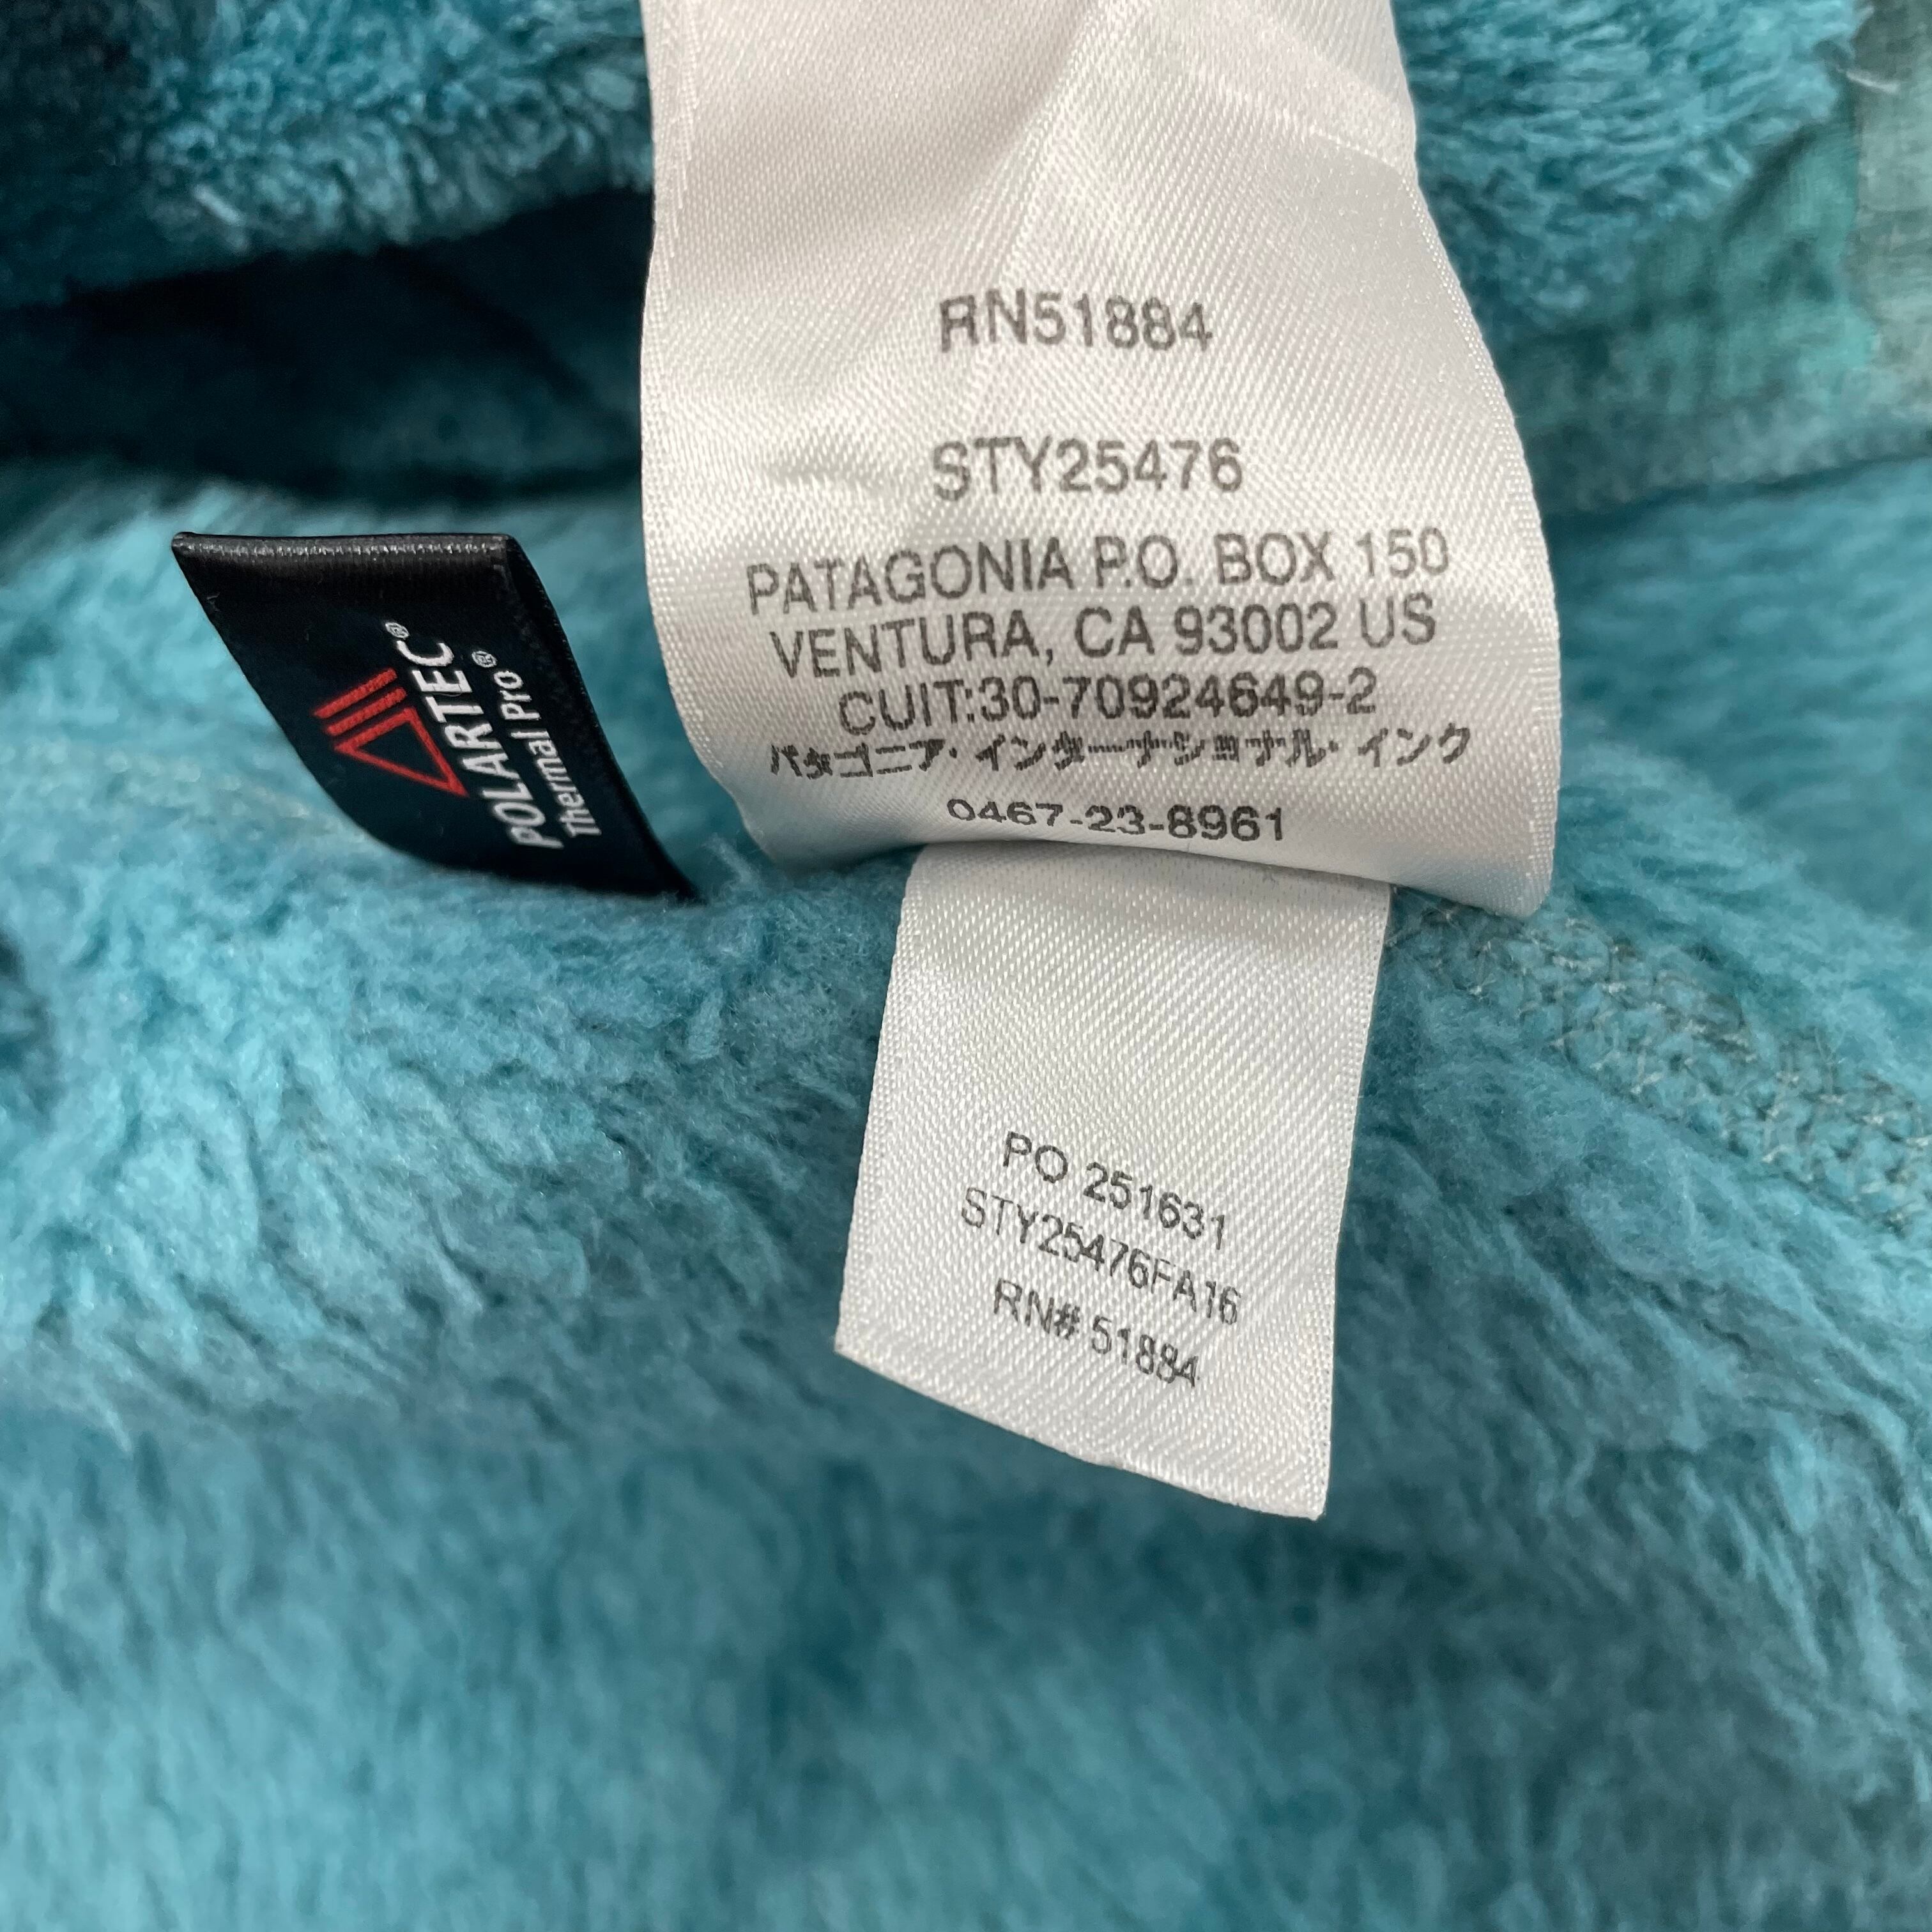 RN51884
STY25476
PATAGONIA P.O. BOX 150
VENTURA, CA 93002 US
CUIT:30-70924649-2
パタゴニア・インターナショナル・インク
0467-23-8961
POLARTEC®
Thermal Pro®
PO 251631
STY25476FA16
RN# 51884